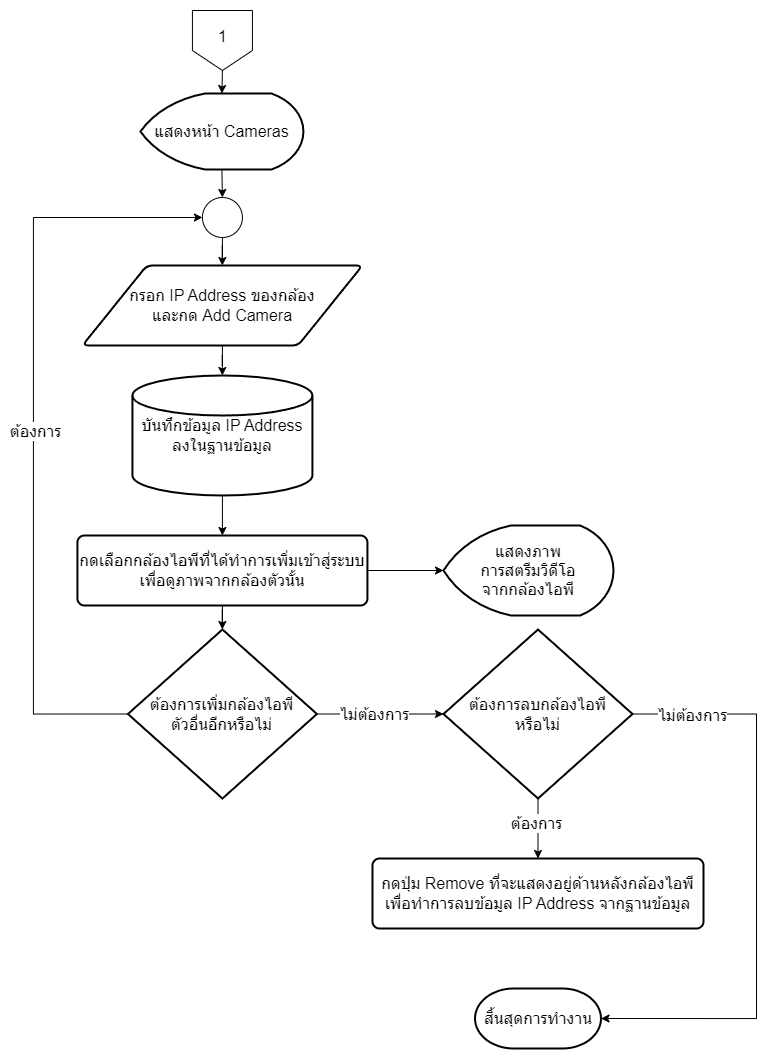 1
แสดงหน้า Cameras
กรอก IP Address ของกล้อง
และกด Add Camera
บันทึกข้อมูล IP Address
ลงในฐานข้อมูล
ต้องการ
กดเลือกกล้องไอพีที่ได้ทำการเพิ่มเข้าสู่ระบบ
เพื่อดูภาพจากกล้องตัวนั้น
แสดงภาพ
การสตรีมวิดีโอ
จากกล้องไอพี
ต้องการเพิ่มกล้องไอพี
ตัวอื่นอีกหรือไม่
ไม่ต้องการ
ต้องการลบกล้องไอพี
หรือไม่
ไม่ต้องการ
ต้องการ
กดปุ่ม Remove ที่จะแสดงอยู่ด้านหลังกล้องไอพี
เพื่อทำการลบข้อมูล IP Address จากฐานข้อมูล
สิ้นสุดการทำงาน